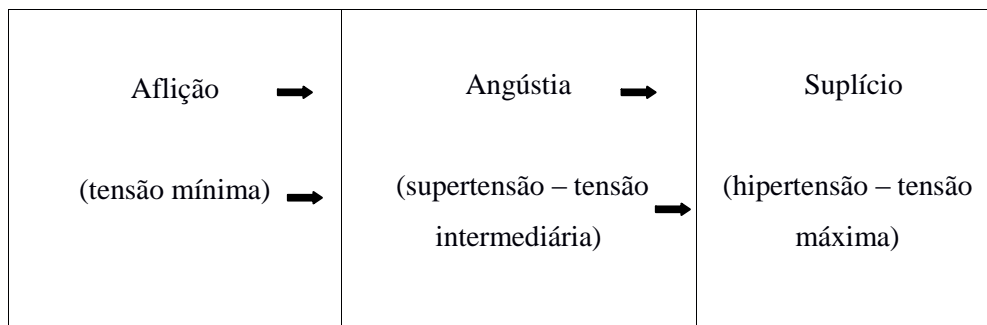 Aflição
(tensão mínima)
Angústia
(supertensão – tensão
intermediária)
Suplício
(hipertensão – tensão
máxima)